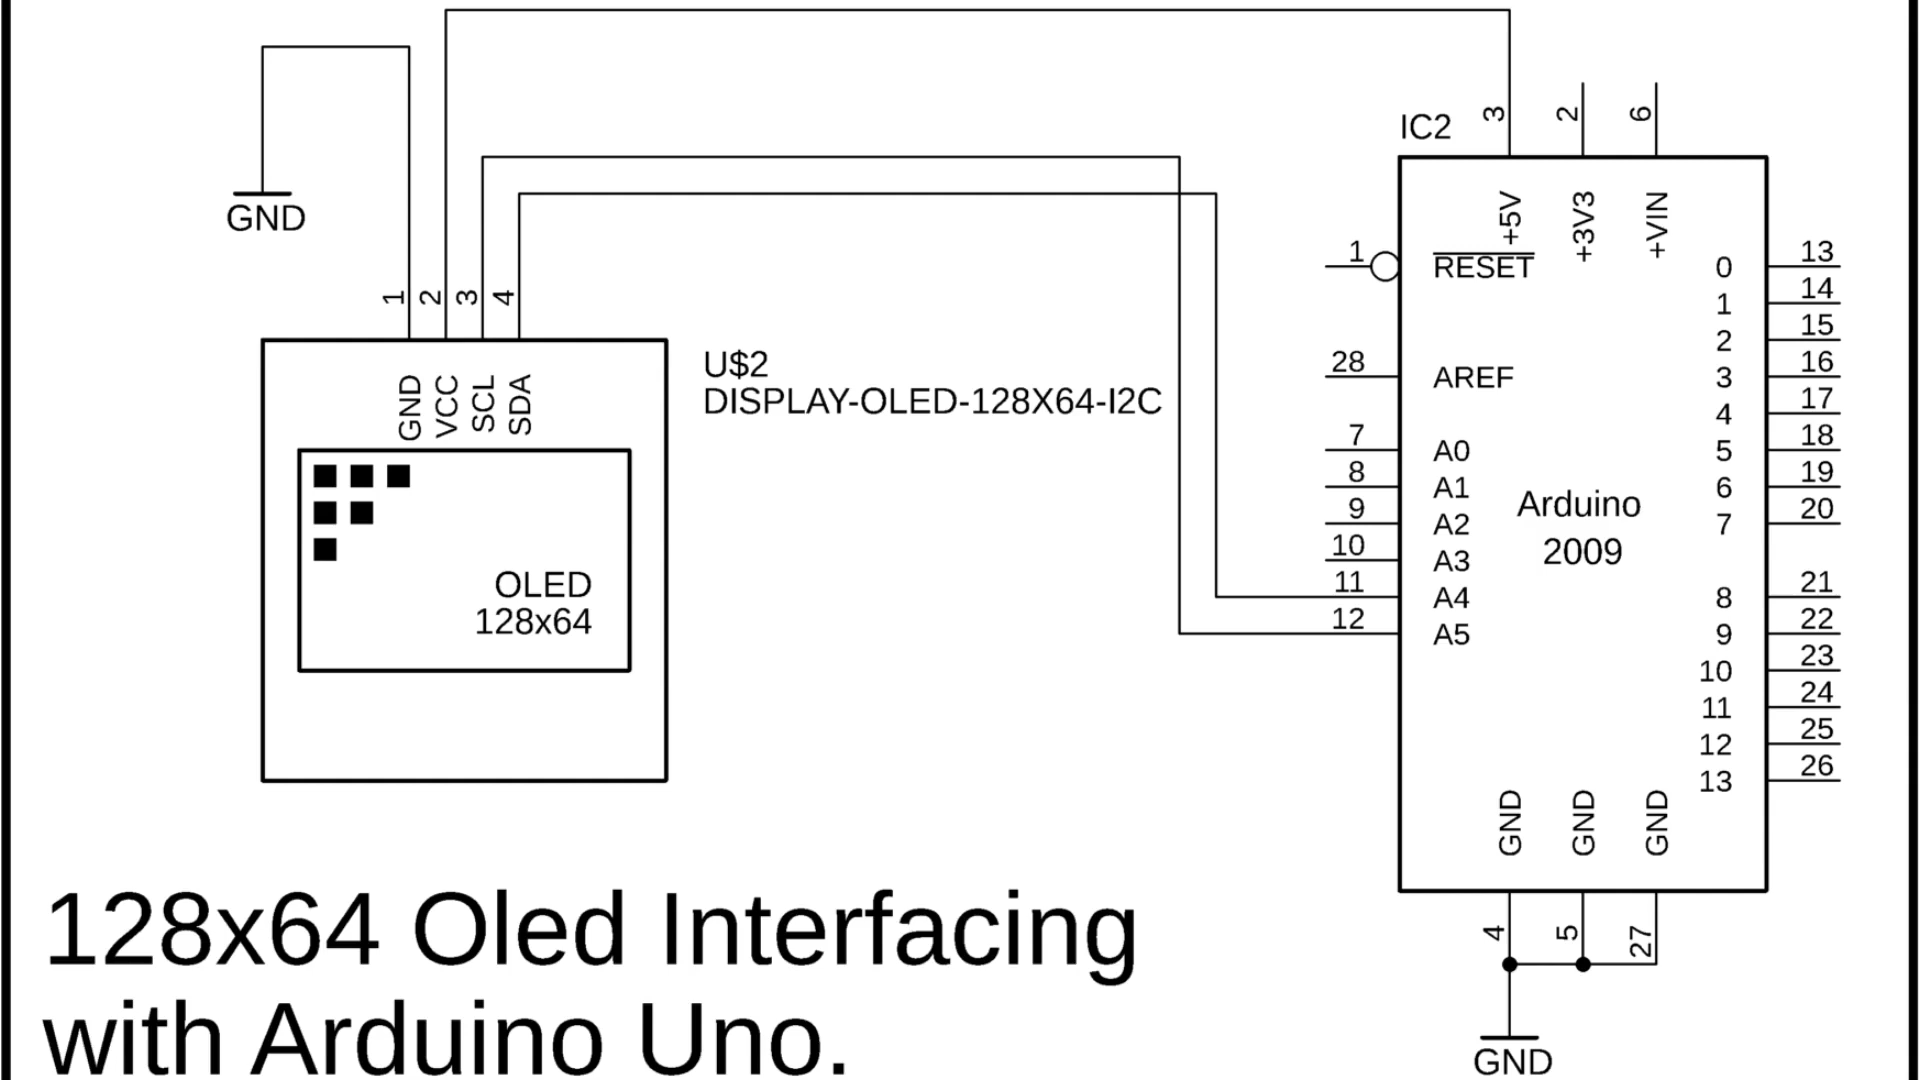 GND
1
2
3
4
GND
VCC
SCL
SDA
OLED
128x64
U$2
DISPLAY-OLED-128X64-I2C
IC2
3
2
6
+5V
+3V3
+VIN
1
RESET
28
AREF
7
A0
8
A1
9
A2
10
A3
11
A4
12
A5
Arduino
2009
0
13
1
14
2
15
3
16
4
17
5
18
6
19
7
20
8
21
9
22
10
23
11
24
12
25
13
26
GND
GND
GND
4
5
27
GND
128x64 Oled Interfacing
with Arduino Uno.